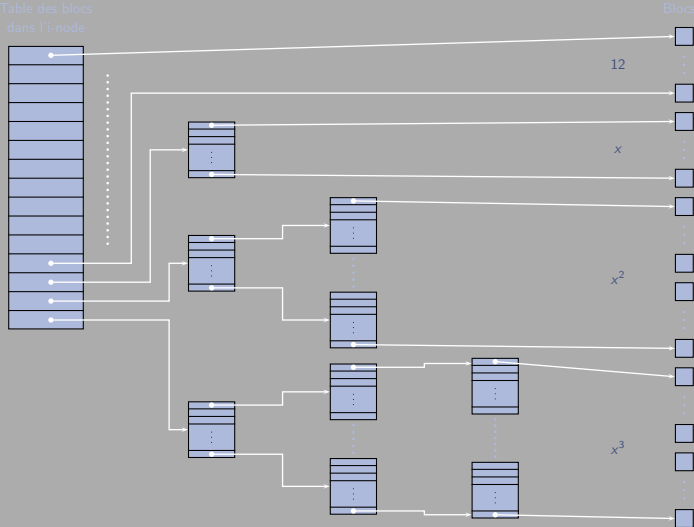 Table des blocs
dans l'i-node
Blocs
12
x
x²
x³